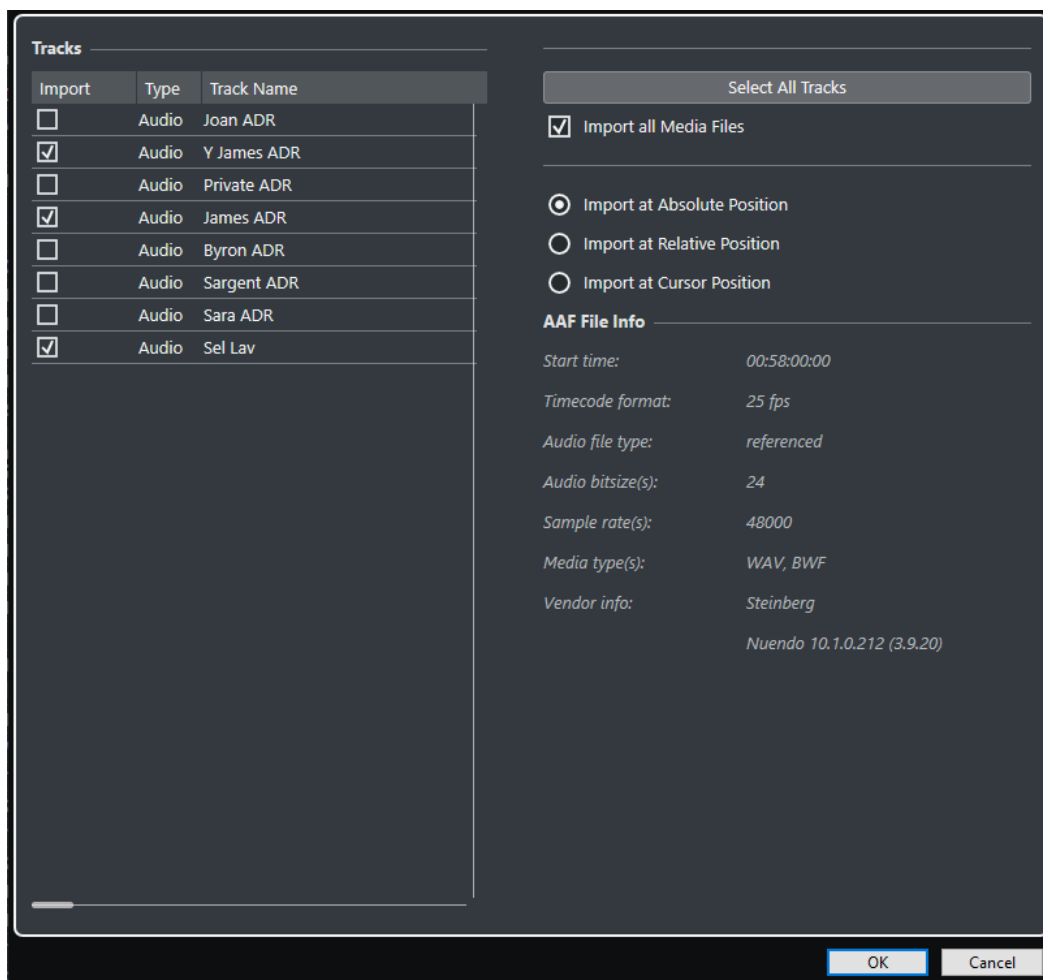 Tracks
Import Type Track Name
Audio Joan ADR
Audio Y James ADR
Audio Private ADR
Audio James ADR
Audio Byron ADR
Audio Sargent ADR
Audio Sara ADR
Audio Sel Lav
Select All Tracks
Import all Media Files
Import at Absolute Position
Import at Relative Position
Import at Cursor Position
AAF File Info
Start time: 00:58:00:00
Timecode format: 25 fps
Audio file type: referenced
Audio bitsize(s): 24
Sample rate(s): 48000
Media type(s): WAV, BWF
Vendor info: Steinberg
Nuendo 10.1.0.212 (3.9.20)
OK Cancel